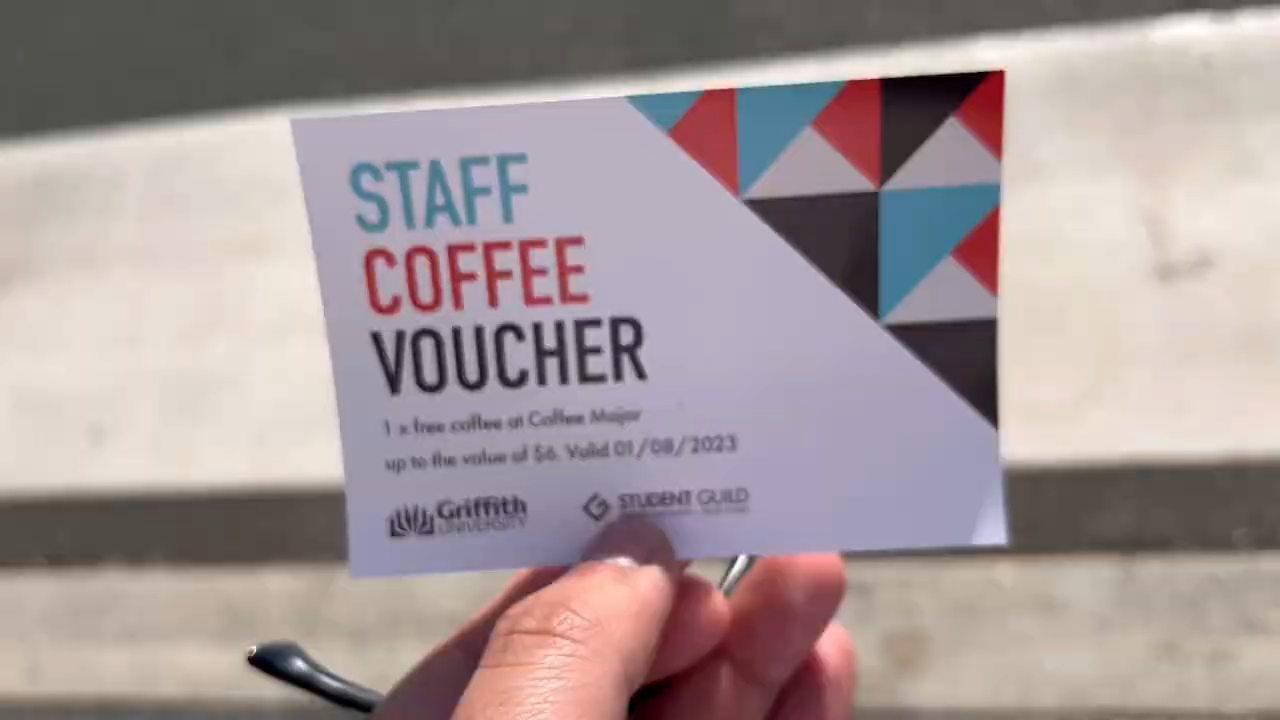 STAFF
COFFEE
VOUCHER
1 x free coffee at Coffee Major
up to the value of $6. Valid 01/08/2023
Griffith
UNIVERSITY
STUDENT GUILD